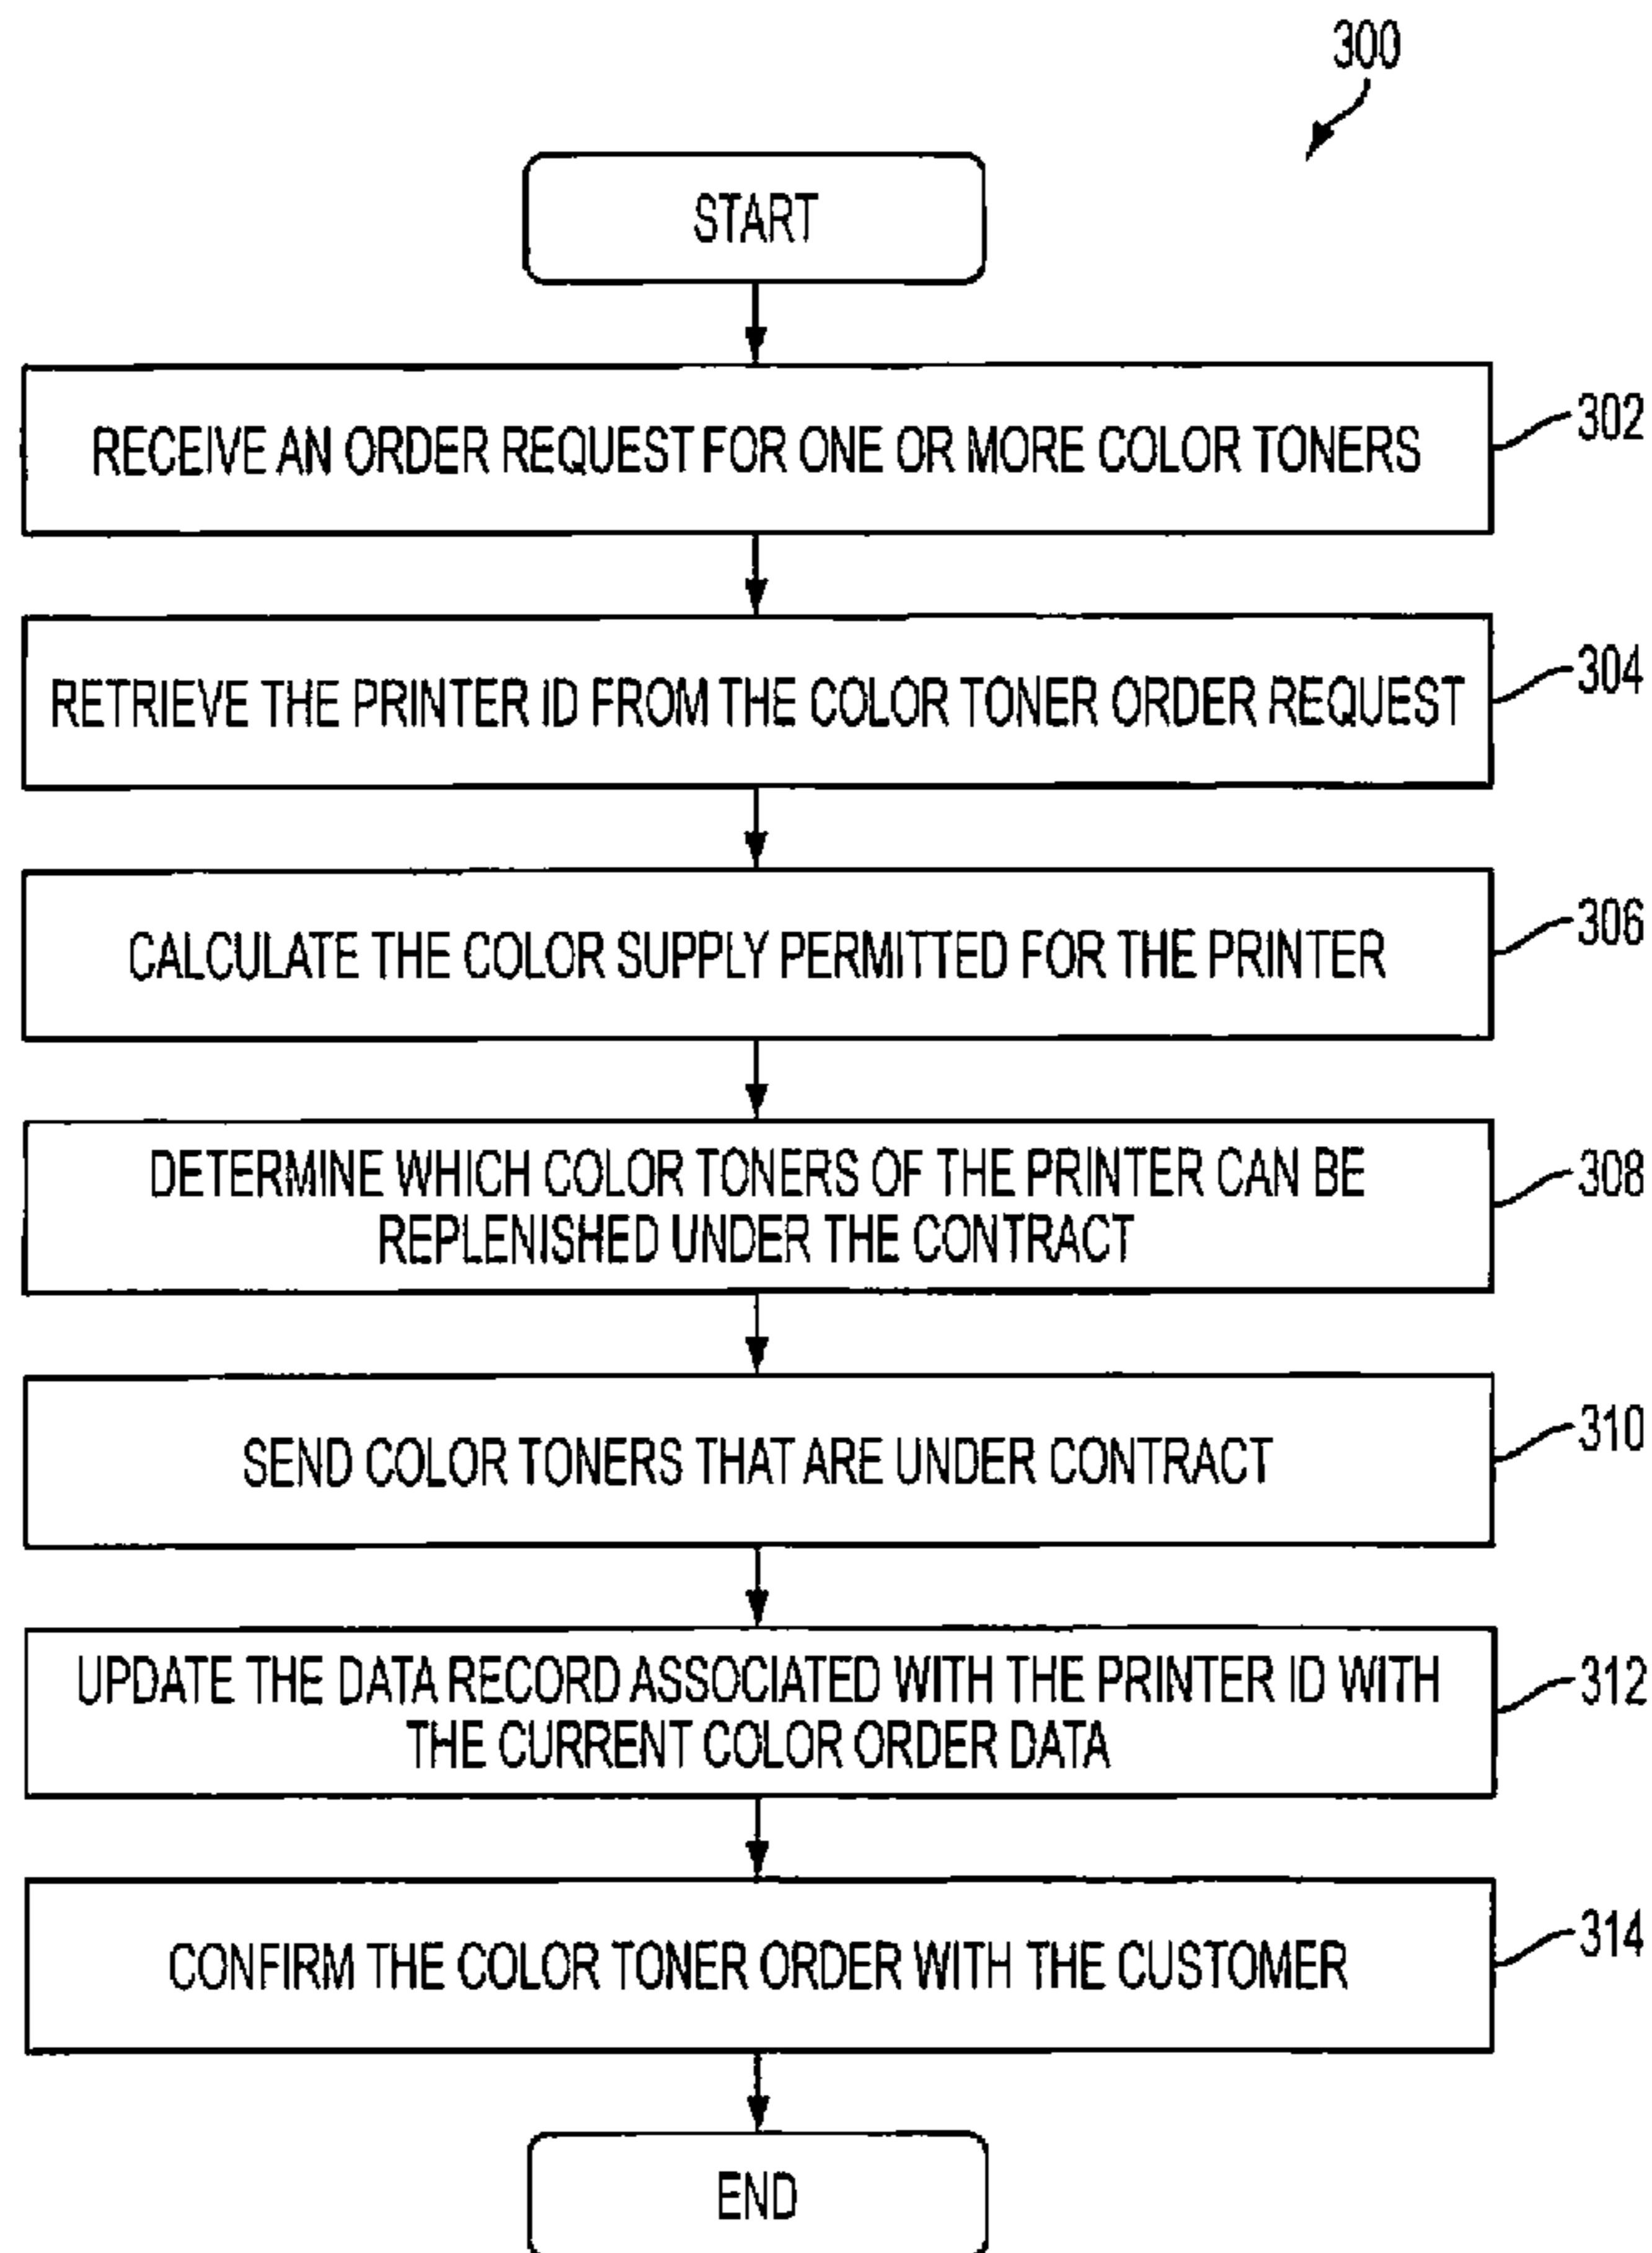 300
START
RECEIVE AN ORDER REQUEST FOR ONE OR MORE COLOR TONERS
302
RETRIEVE THE PRINTER ID FROM THE COLOR TONER ORDER REQUEST
304
CALCULATE THE COLOR SUPPLY PERMITTED FOR THE PRINTER
306
DETERMINE WHICH COLOR TONERS OF THE PRINTER CAN BE
REPLENISHED UNDER THE CONTRACT
308
SEND COLOR TONERS THAT ARE UNDER CONTRACT
310
UPDATE THE DATA RECORD ASSOCIATED WITH THE PRINTER ID WITH
THE CURRENT COLOR ORDER DATA
312
CONFIRM THE COLOR TONER ORDER WITH THE CUSTOMER
314
END